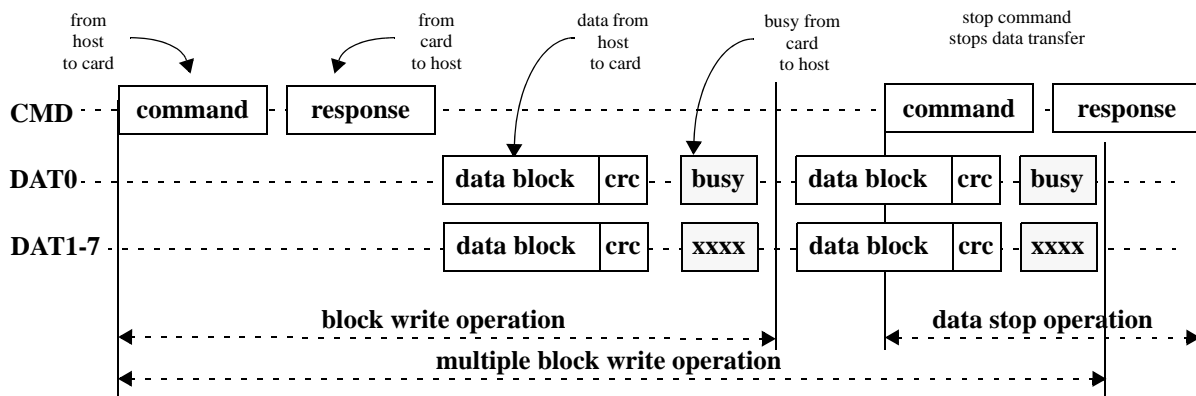 from
host
to card
from
card
to host
data from
host
to card
busy from
card
to host
stop command
stops data transfer
CMD command response command response
DAT0 data block crc busy data block crc busy
DAT1-7 data block crc xxxx data block crc xxxx
block write operation data stop operation
multiple block write operation